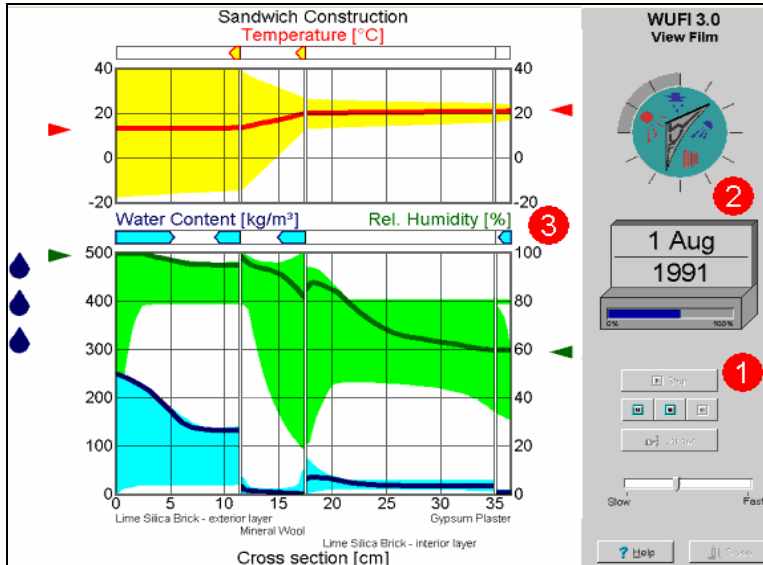 Sandwich Construction
Temperature [°C]
40 40
20 20
0 0
-20 -20
Water Content [kg/m³] Rel. Humidity [%]
500 100
400 80
300 60
200 40
100 20
0 0
0 5 10 15 20 25 30 35
Lime Silica Brick - exterior layer Gypsum Plaster
Mineral Wool
Lime Silica Brick - interior layer
Cross section [cm]
WUFI 3.0
View Film
2
3
1 Aug
1991
0% 100%
1
Slow Fast
? Help